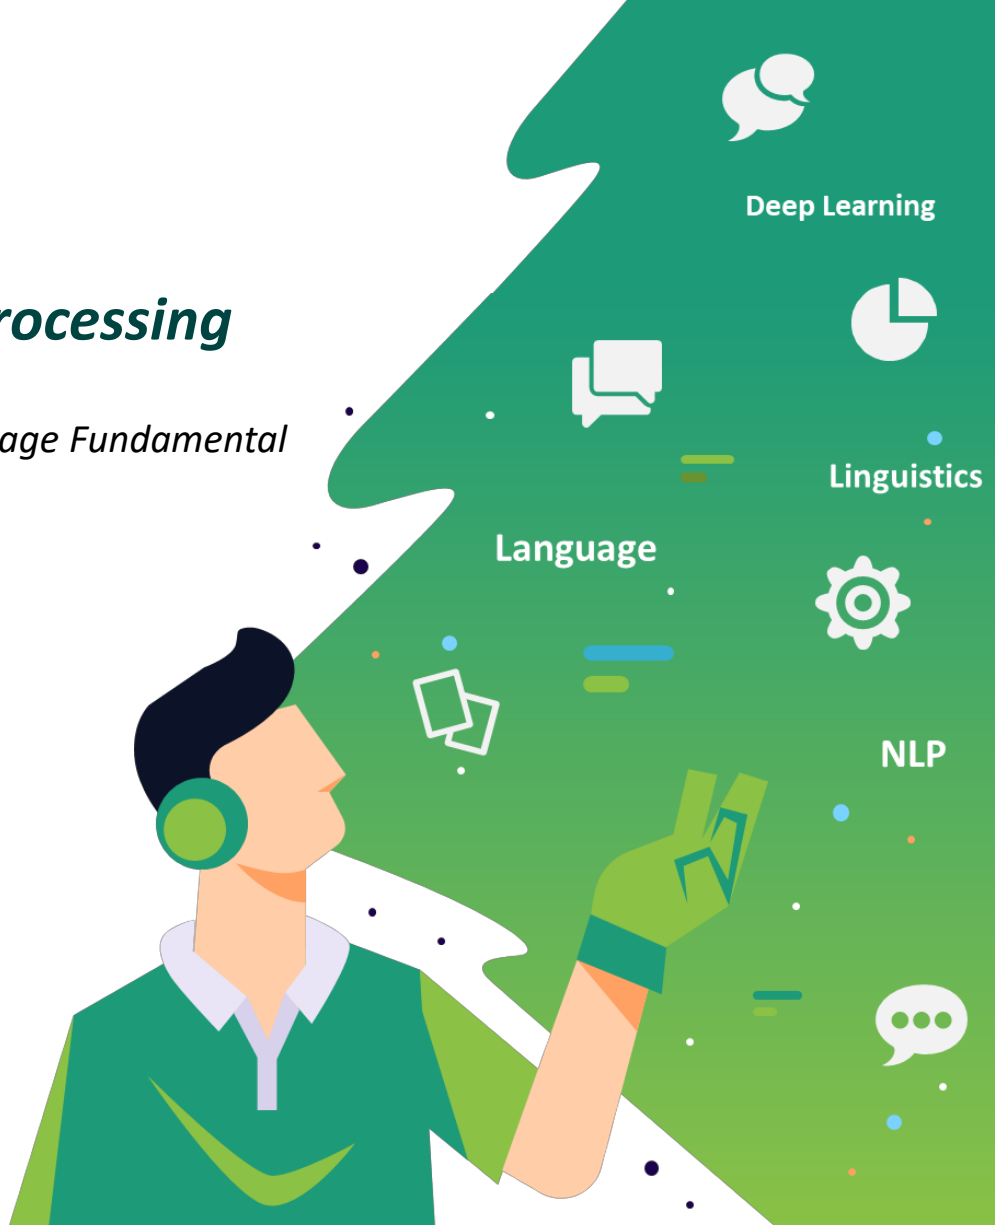 Deep Learning
rocessing
age Fundamental
Linguistics
Language
NLP